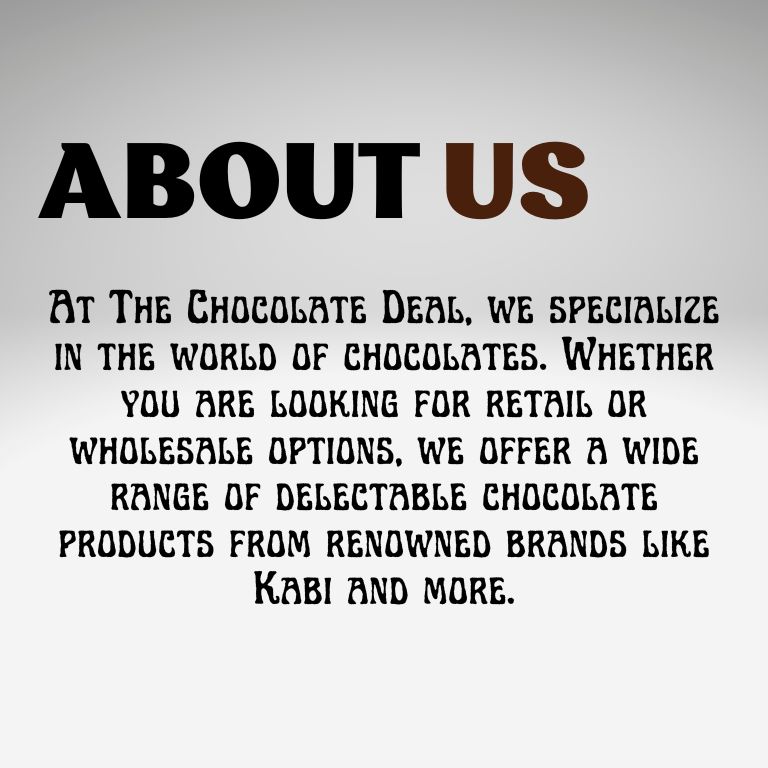 ABOUT US
At The Chocolate Deal, we specialize
in the world of chocolates. Whether
you are looking for retail or
wholesale options, we offer a wide
range of delectable chocolate
products from renowned brands like
Kabi and more.